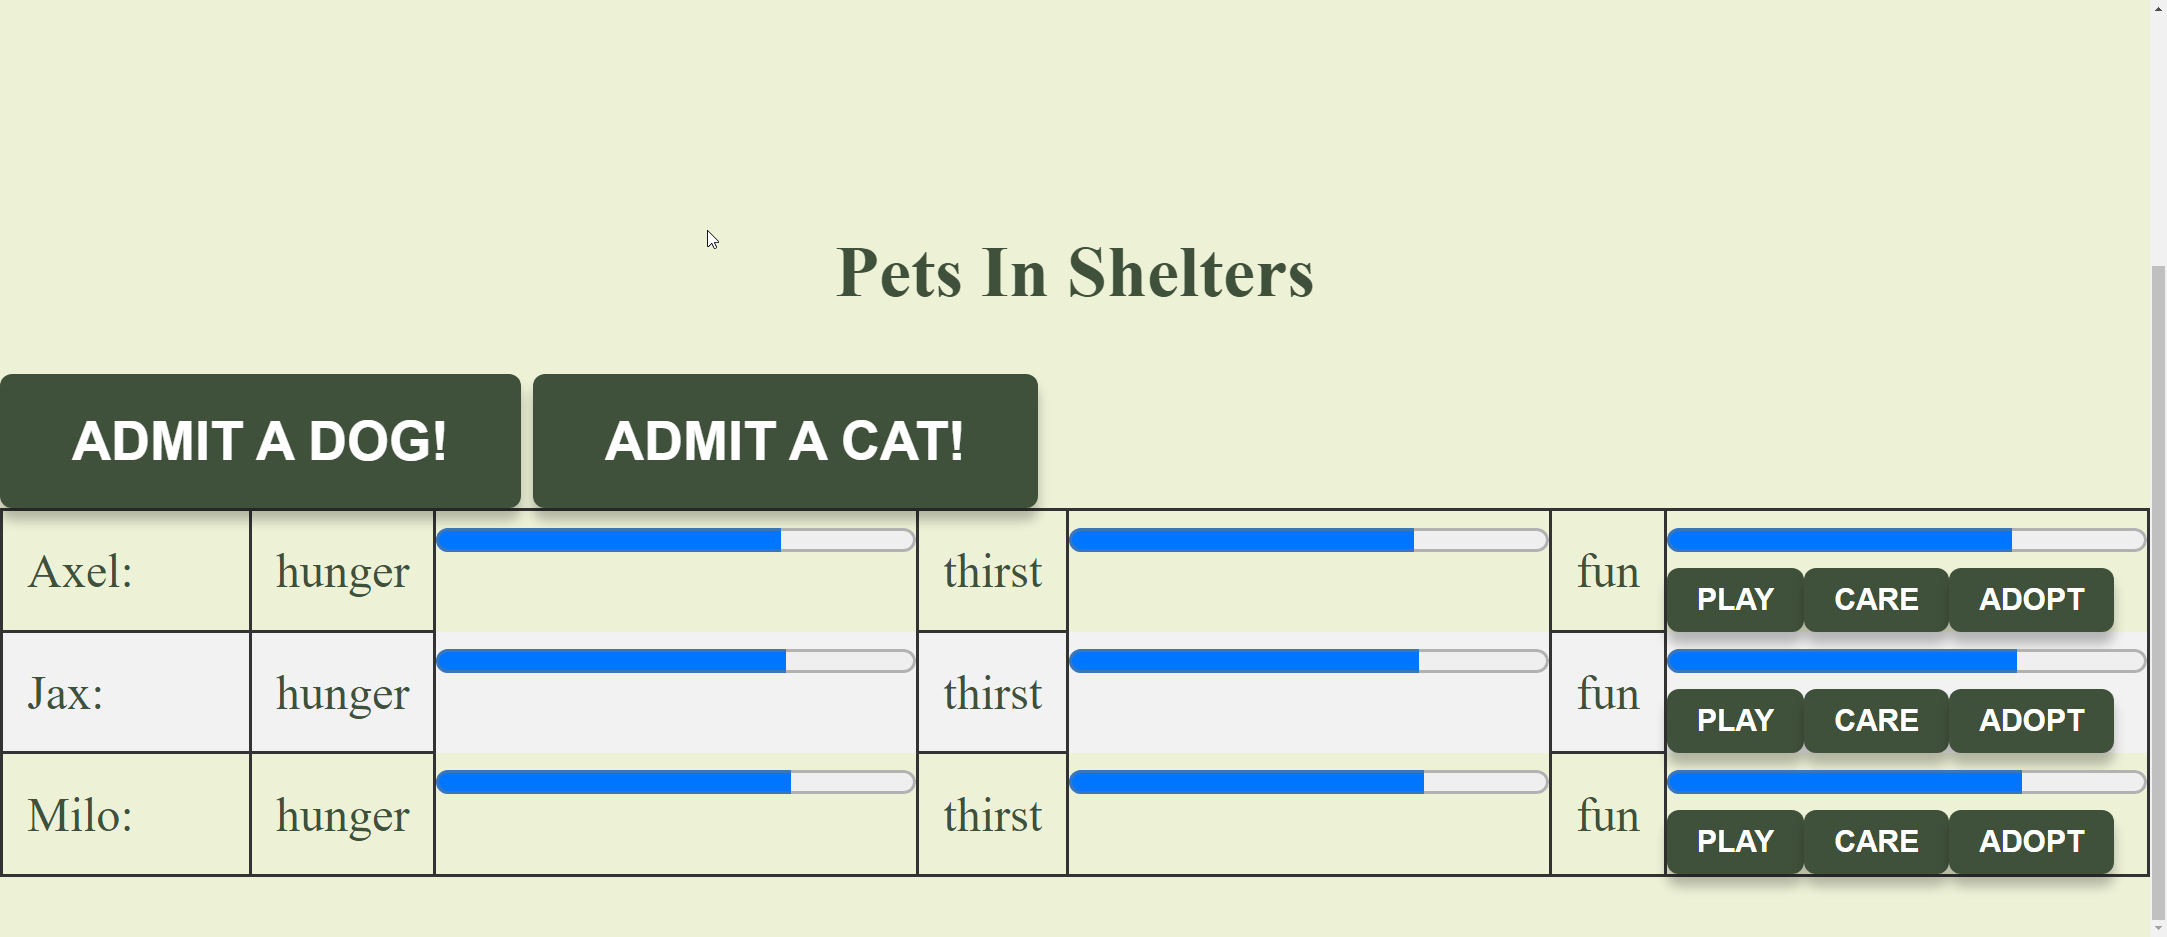 Pets In Shelters
ADMIT A DOG! ADMIT A CAT!
Axel: hunger thirst fun
PLAY CARE ADOPT
Jax: hunger thirst fun
PLAY CARE ADOPT
Milo: hunger thirst fun
PLAY CARE ADOPT